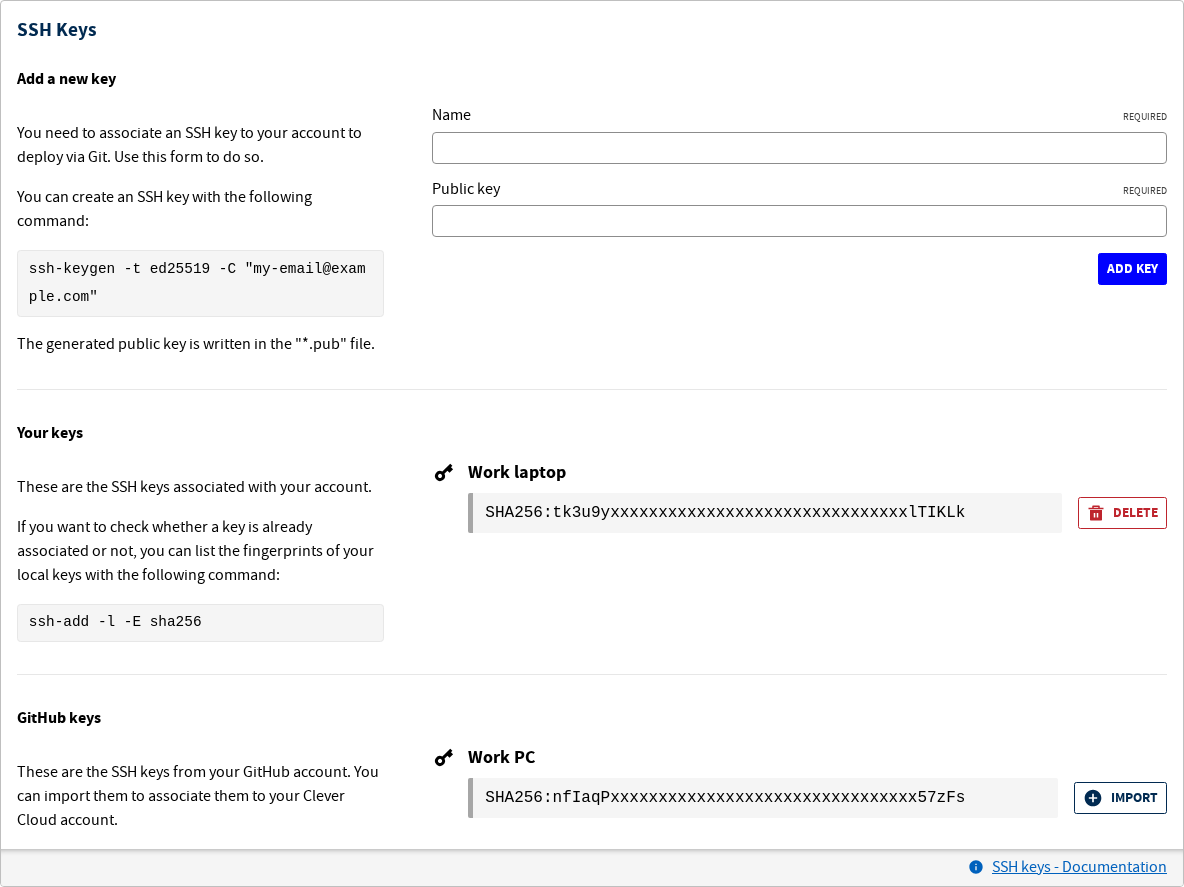 SSH Keys
Add a new key
You need to associate an SSH key to your account to
deploy via Git. Use this form to do so.
You can create an SSH key with the following
command:
ssh-keygen -t ed25519 -C "my-email@exam
ple.com"
The generated public key is written in the "*.pub" file.
Name
REQUIRED
Public key
REQUIRED
ADD KEY
Your keys
These are the SSH keys associated with your account.
If you want to check whether a key is already
associated or not, you can list the fingerprints of your
local keys with the following command:
ssh-add -l -E sha256
Work laptop
SHA256:tk3u9yxxxxxxxxxxxxxxxxxxxxxxxxxxxxxxxlTIKLk
DELETE
GitHub keys
These are the SSH keys from your GitHub account. You
can import them to associate them to your Clever
Cloud account.
Work PC
SHA256:nfIaqPxxxxxxxxxxxxxxxxxxxxxxxxxxxxxxxx57zFs
IMPORT
SSH keys - Documentation